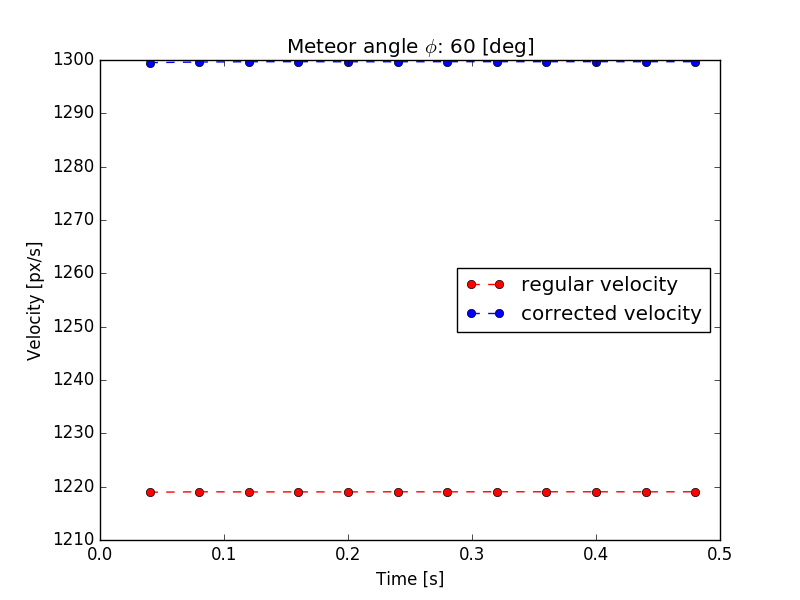 Meteor angle ϕ: 60 [deg]
1300
1290
1280
1270
1260
1250
1240
1230
1220
1210
Velocity [px/s]
regular velocity
corrected velocity
0.0 0.1 0.2 0.3 0.4 0.5
Time [s]